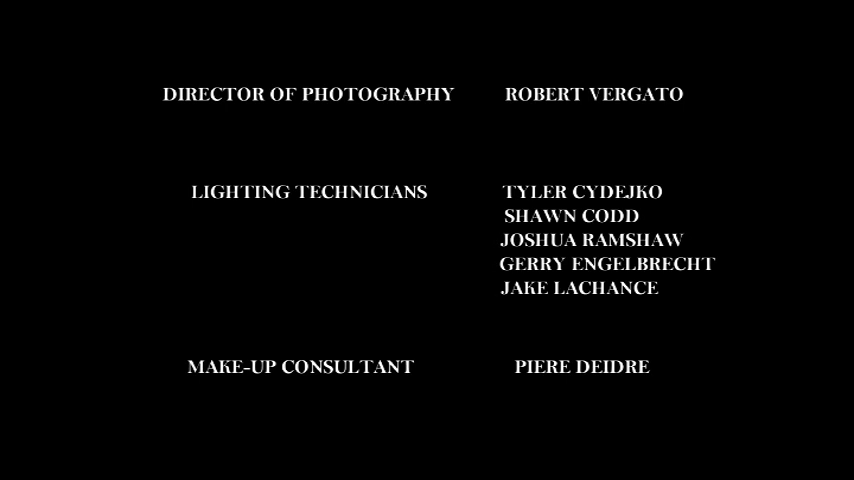 DIRECTOR OF PHOTOGRAPHY ROBERT VERGATO
LIGHTING TECHNICIANS TYLER CYDEJKO
SHAWN CODD
JOSHUA RAMSHAW
GERRY ENGELBRECHT
JAKE LACHANCE
MAKE-UP CONSULTANT PIERE DEIDRE